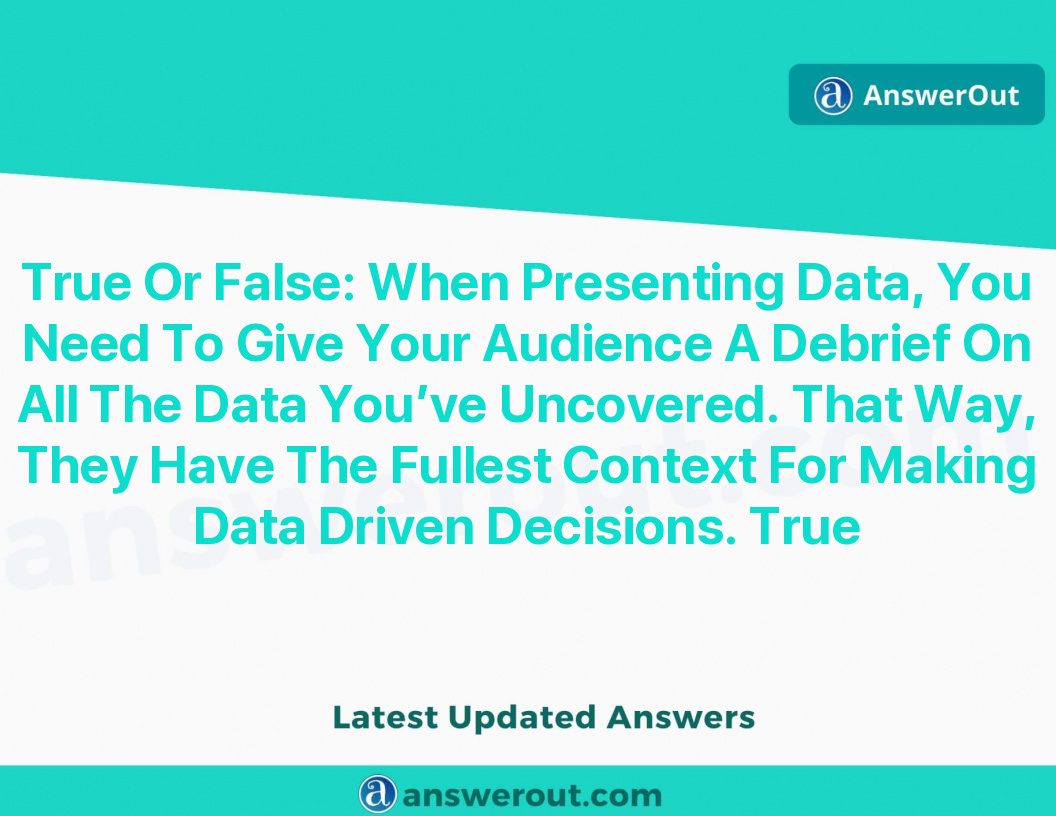 AnswerOut
True Or False: When Presenting Data, You
Need To Give Your Audience A Debrief On
All The Data You’ve Uncovered. That Way,
They Have The Fullest Context For Making
Data Driven Decisions. True
answerout.com
Latest Updated Answers
answerout.com